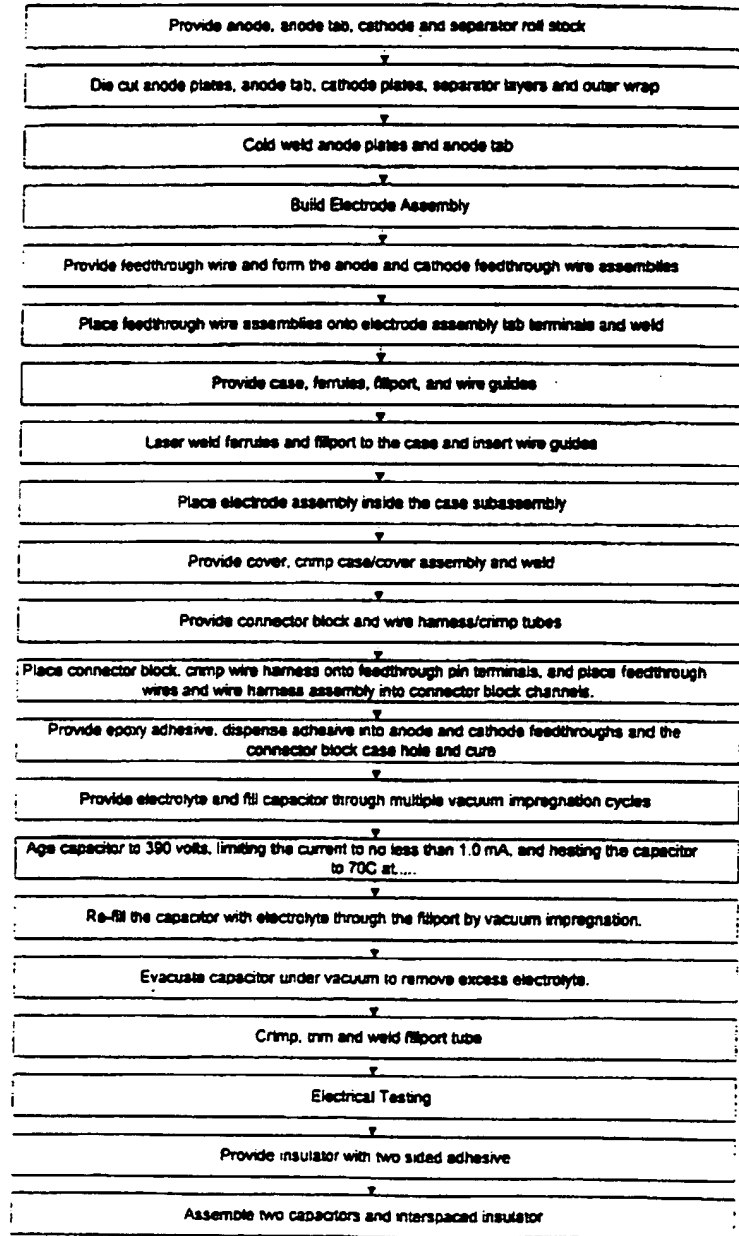 Provide anode, anode tab, cathode and separator roll stock
Die cut anode plates, anode tab, cathode plates, separator layers and outer wrap
Cold weld anode plates and anode tab
Build Electrode Assembly
Provide feedthrough wire and form the anode and cathode feedthrough wire assemblies
Place feedthrough wire assemblies onto electrode assembly tab terminals and weld
Provide case, ferrules, fillport, and wire guides
Laser weld ferrules and fillport to the case and insert wire guides
Place electrode assembly inside the case subassembly
Provide cover, crimp case/cover assembly and weld
Provide connector block and wire harness/crimp tubes
Place connector block, crimp wire harness onto feedthrough pin terminals, and place feedthrough
wires and wire harness assembly into connector block channels.
Provide epoxy adhesive, dispense adhesive into anode and cathode feedthroughs and the
connector block case hole and cure
Provide electrolyte and fill capacitor through multiple vacuum impregnation cycles
Age capacitor to 390 volts, limiting the current to no less than 1.0 mA, and heating the capacitor
to 70C at.....
Re-fill the capacitor with electrolyte through the fillport by vacuum impregnation.
Evacuate capacitor under vacuum to remove excess electrolyte.
Crimp, trim and weld fillport tube
Electrical Testing
Provide insulator with two sided adhesive
Assemble two capacitors and interspaced insulator